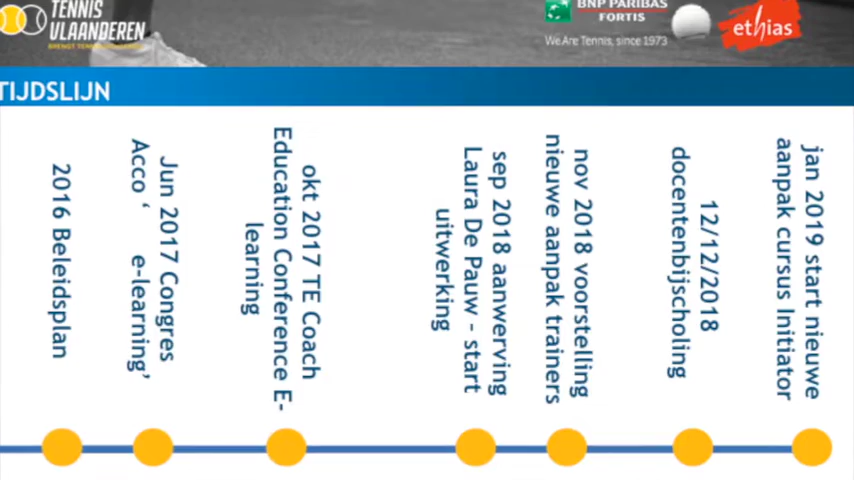 TENNIS
VLAANDEREN
BNP PARIBAS
FORTIS
We Are Tennis, since 1973
ethias
TIJDSLIJN
2016 Beleidsplan
Jun 2017 Congres
Acco ‘ e-learning’
okt 2017 TE Coach
Education Conference E-
learning
sep 2018 aanwerving
Laura De Pauw - start
uitwerking
nov 2018 voorstelling
nieuwe aanpak trainers
12/12/2018
docentenbijscholing
jan 2019 start nieuwe
aanpak cursus Initiator